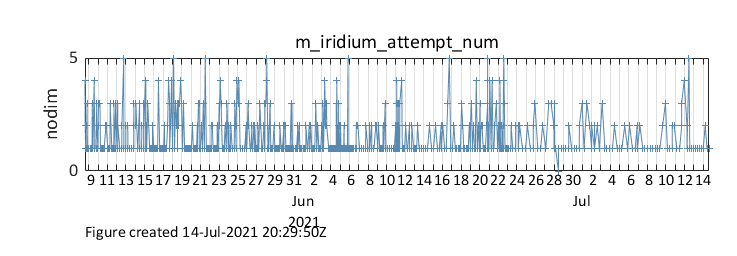 m_iridium_attempt_num
5
nodim
0
9 11 13 15 17 19 21 23 25 27 29 31 2 4 6 8 10 12 14 16 18 20 22 24 26 28 30 2 4 6 8 10 12 14
Jun Jul
2021
Figure created 14-Jul-2021 20:29:50Z